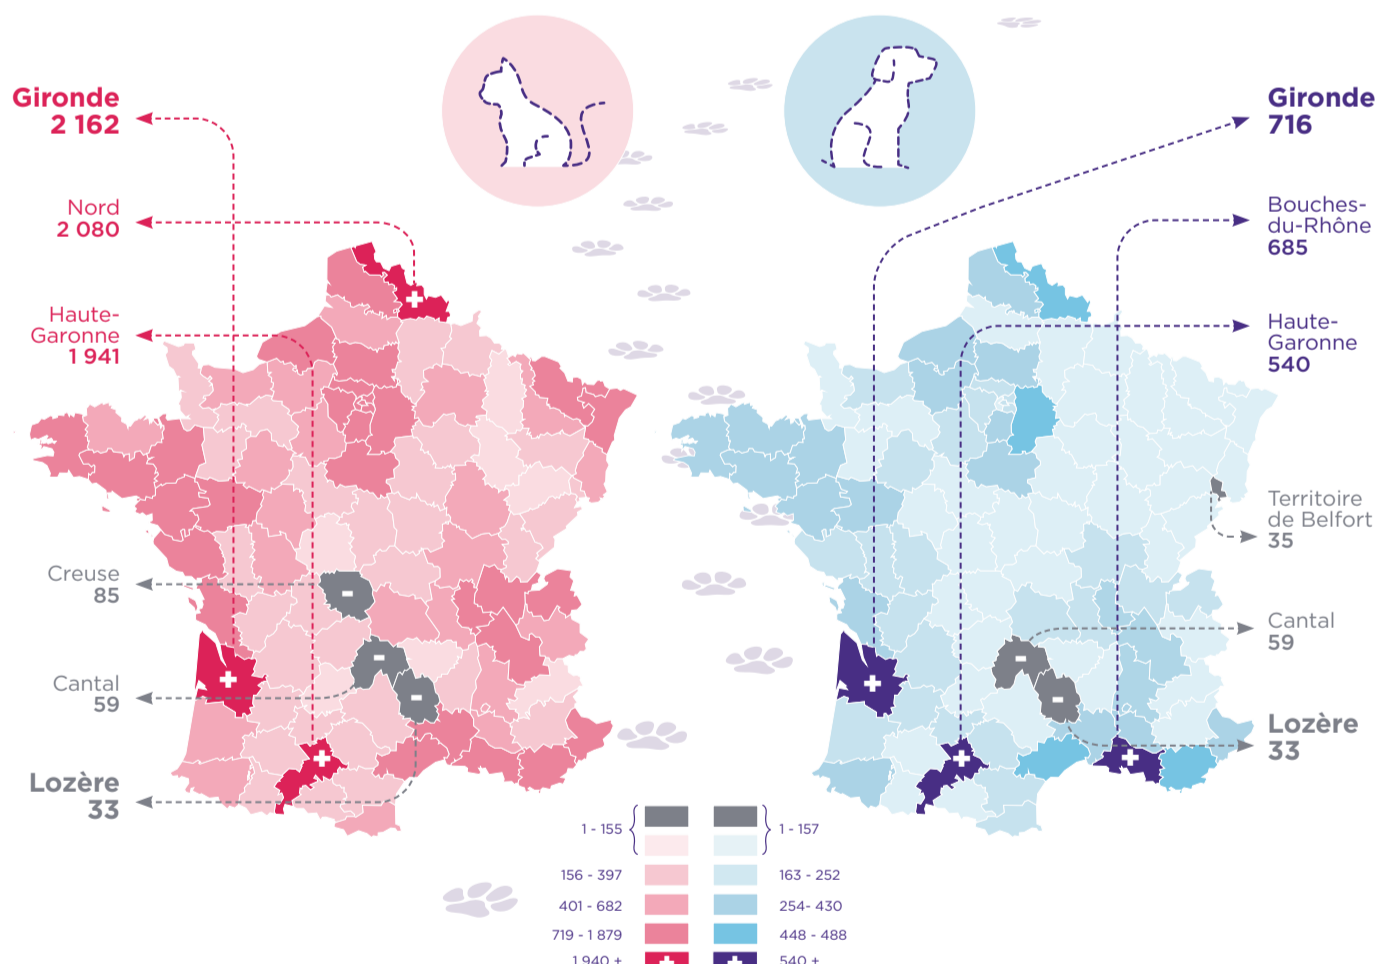 Gironde
2 162
Nord
2 080
Haute-
Garonne
1 941
Creuse
85
Cantal
59
Lozère
33
Gironde
716
Bouches-
du-Rhône
685
Haute-
Garonne
540
Territoire
de Belfort
35
Cantal
59
Lozère
33
1 - 155
156 - 397
401 - 682
719 - 1 879
1 940 +
1 - 157
163 - 252
254- 430
448 - 488
540 +